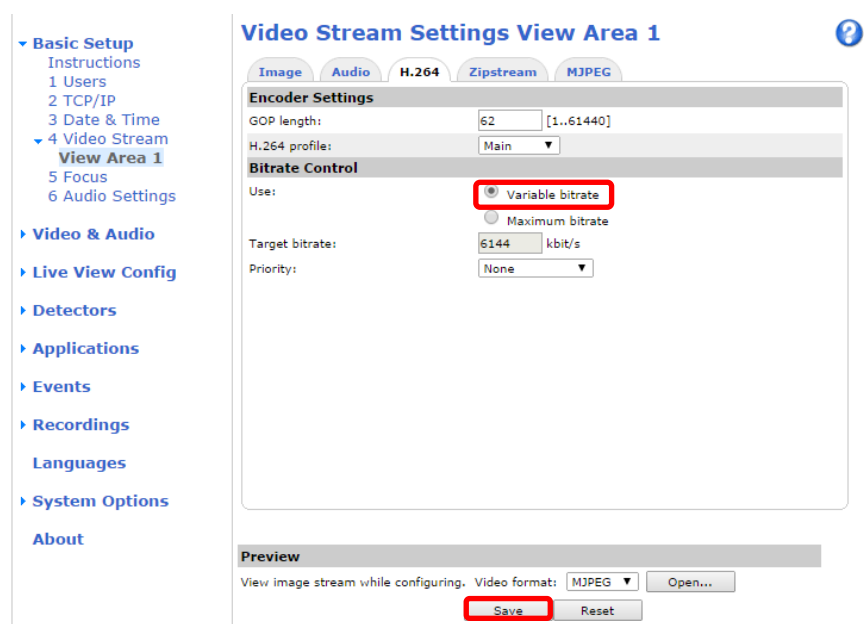 Basic Setup
Instructions
1 Users
2 TCP/IP
3 Date & Time
4 Video Stream
View Area 1
5 Focus
6 Audio Settings
Video & Audio
Live View Config
Detectors
Applications
Events
Recordings
Languages
System Options
About
Video Stream Settings View Area 1
?
Image Audio H.264 Zipstream MJPEG
Encoder Settings
GOP length: 62 [1..61440]
H.264 profile: Main
Bitrate Control
Use: Variable bitrate
Maximum bitrate
Target bitrate: 6144 kbit/s
Priority: None
Preview
View image stream while configuring. Video format: MJPEG Open...
Save Reset